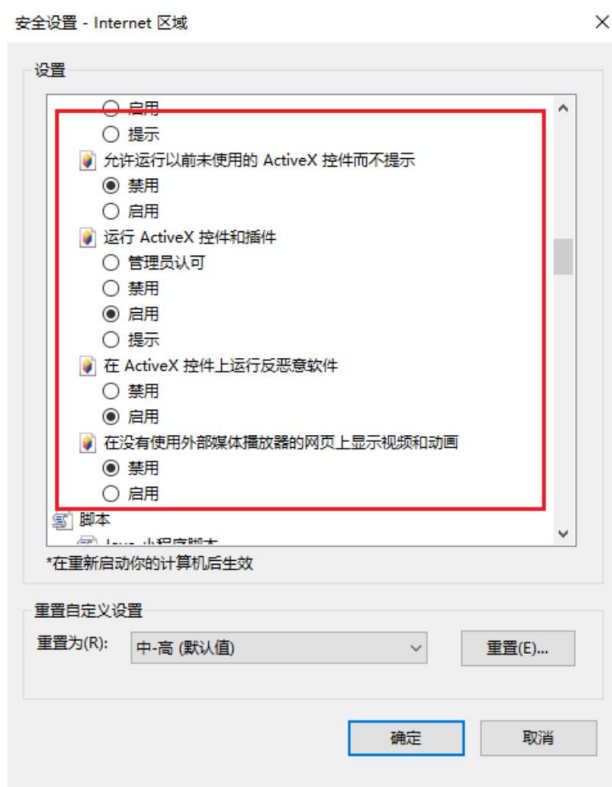 安全设置 - Internet 区域
设置
启用
提示
允许运行以前未使用的 ActiveX 控件而不提示
禁用
启用
运行 ActiveX 控件和插件
管理员认可
禁用
启用
提示
在 ActiveX 控件上运行反恶意软件
禁用
启用
在没有使用外部媒体播放器的网页上显示视频和动画
禁用
启用
脚本
Java 小程序脚本
*在重新启动你的计算机后生效
重置自定义设置
重置为(R):
中-高 (默认值)
重置(E)...
确定
取消